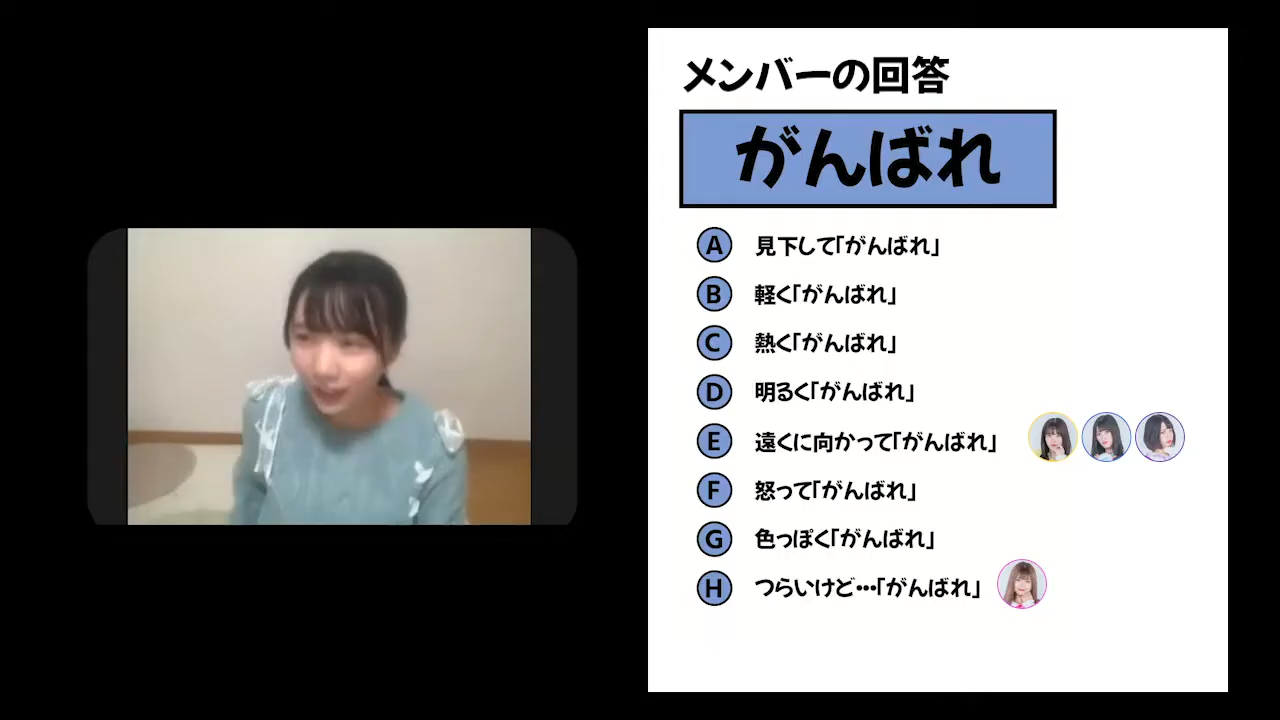 メンバーの回答
がんばれ
A 見下して「がんばれ」
B 軽く「がんばれ」
C 熱く「がんばれ」
D 明るく「がんばれ」
E 遠くに向かって「がんばれ」
F 怒って「がんばれ」
G 色っぽく「がんばれ」
H つらいけど…「がんばれ」